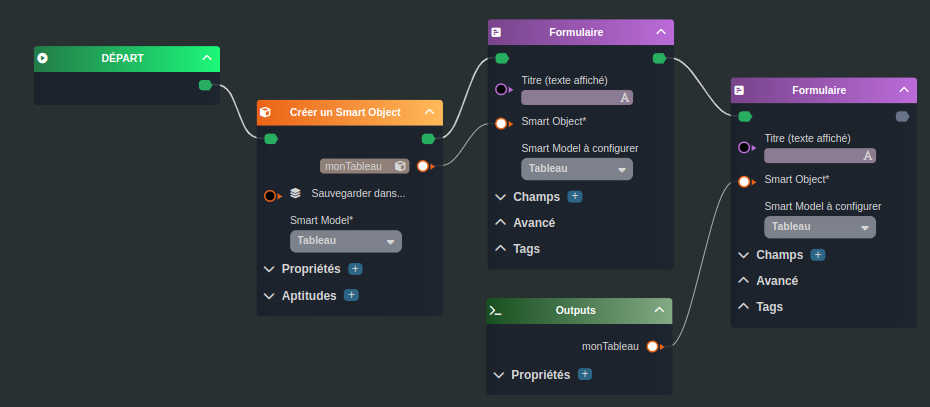 DÉPART
Créer un Smart Object
monTableau
Sauvegarder dans...
Smart Model*
Tableau
Propriétés
Aptitudes
Formulaire
Titre (texte affiché)
A
Smart Object*
Smart Model à configurer
Tableau
Champs
Avancé
Tags
Outputs
monTableau
Propriétés
Formulaire
Titre (texte affiché)
A
Smart Object*
Smart Model à configurer
Tableau
Champs
Avancé
Tags